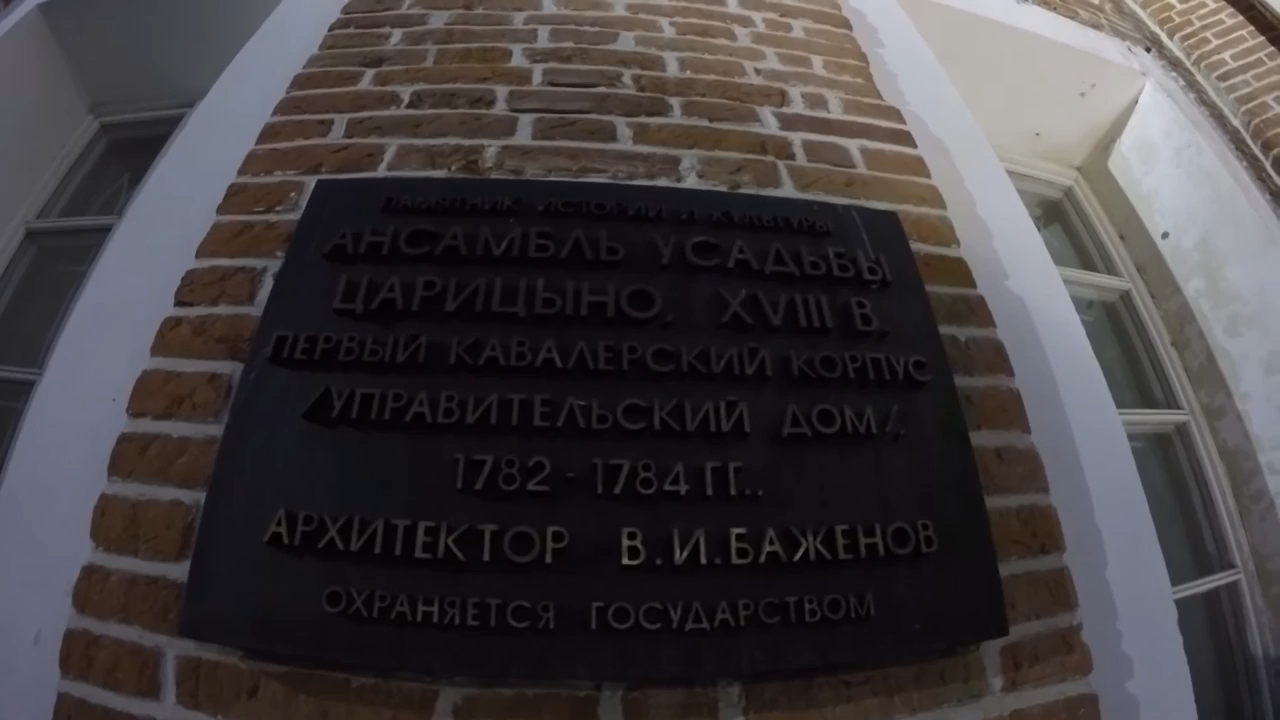 ПАМЯТНИК ИСТОРИИ И КУЛЬТУРЫ
АНСАМБЛЬ УСАДЬБЫ
ЦАРИЦЫНО, XVIII В.
ПЕРВЫЙ КАВАЛЕРСКИЙ КОРПУС
/УПРАВИТЕЛЬСКИЙ ДОМ/.
1782 - 1784 ГГ.,
АРХИТЕКТОР В.И.БАЖЕНОВ
ОХРАНЯЕТСЯ ГОСУДАРСТВОМ